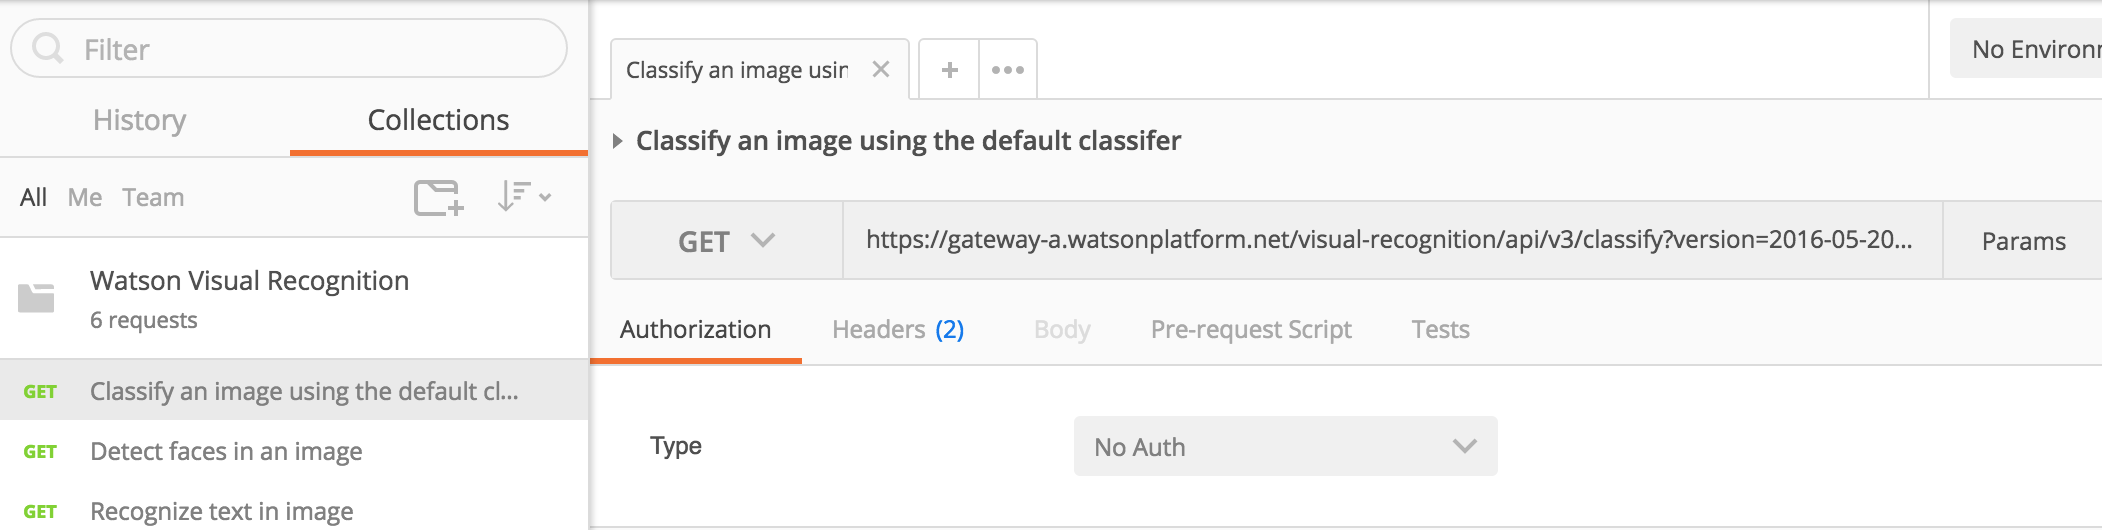 Filter
History Collections
All Me Team
Watson Visual Recognition
6 requests
GET Classify an image using the default cl...
GET Detect faces in an image
GET Recognize text in image
Classify an image usin
No Environ
Classify an image using the default classifer
GET https://gateway-a.watsonplatform.net/visual-recognition/api/v3/classify?version=2016-05-20... Params
Authorization Headers (2) Body Pre-request Script Tests
Type No Auth